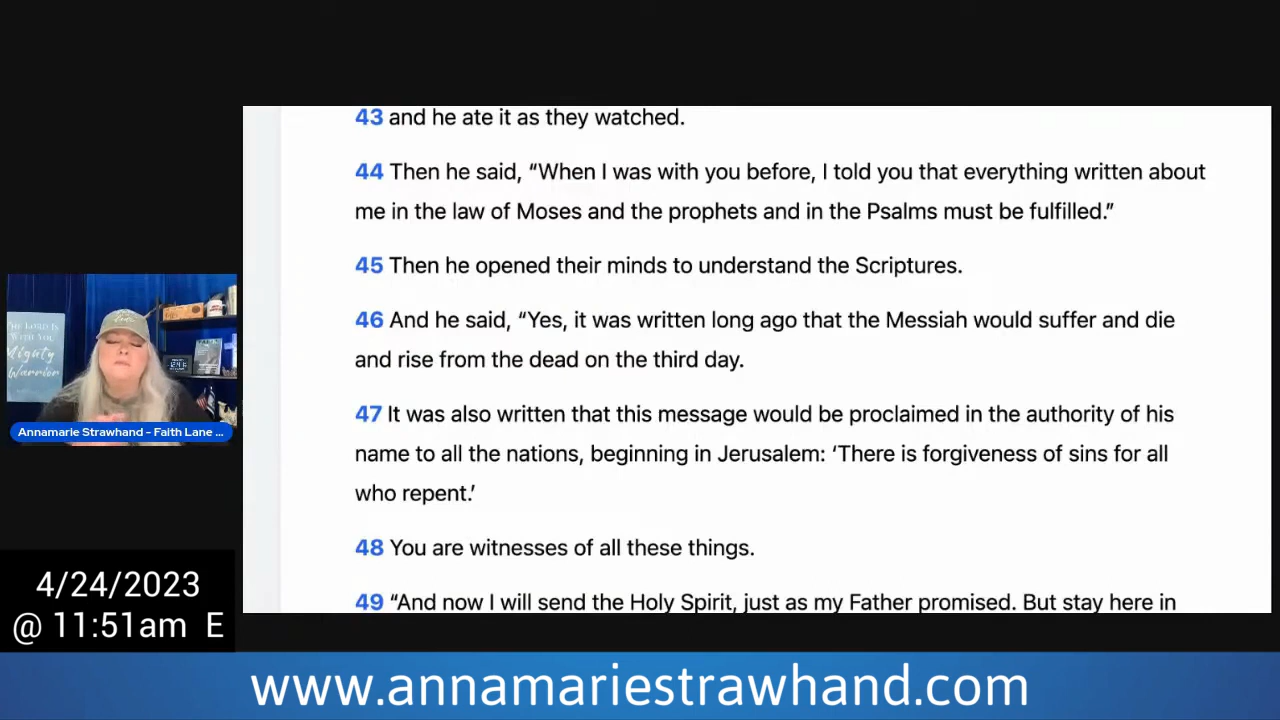 43 and he ate it as they watched.
44 Then he said, “When I was with you before, I told you that everything written about
me in the law of Moses and the prophets and in the Psalms must be fulfilled.”
45 Then he opened their minds to understand the Scriptures.
46 And he said, “Yes, it was written long ago that the Messiah would suffer and die
and rise from the dead on the third day.
47 It was also written that this message would be proclaimed in the authority of his
name to all the nations, beginning in Jerusalem: ‘There is forgiveness of sins for all
who repent.’
48 You are witnesses of all these things.
49 “And now I will send the Holy Spirit, just as my Father promised. But stay here in
THE LORD IS
WITH YOU
Mighty
Warrior
Annamarie Strawhand - Faith Lane ...
4/24/2023
@ 11:51am E
www.annamariestrawhand.com